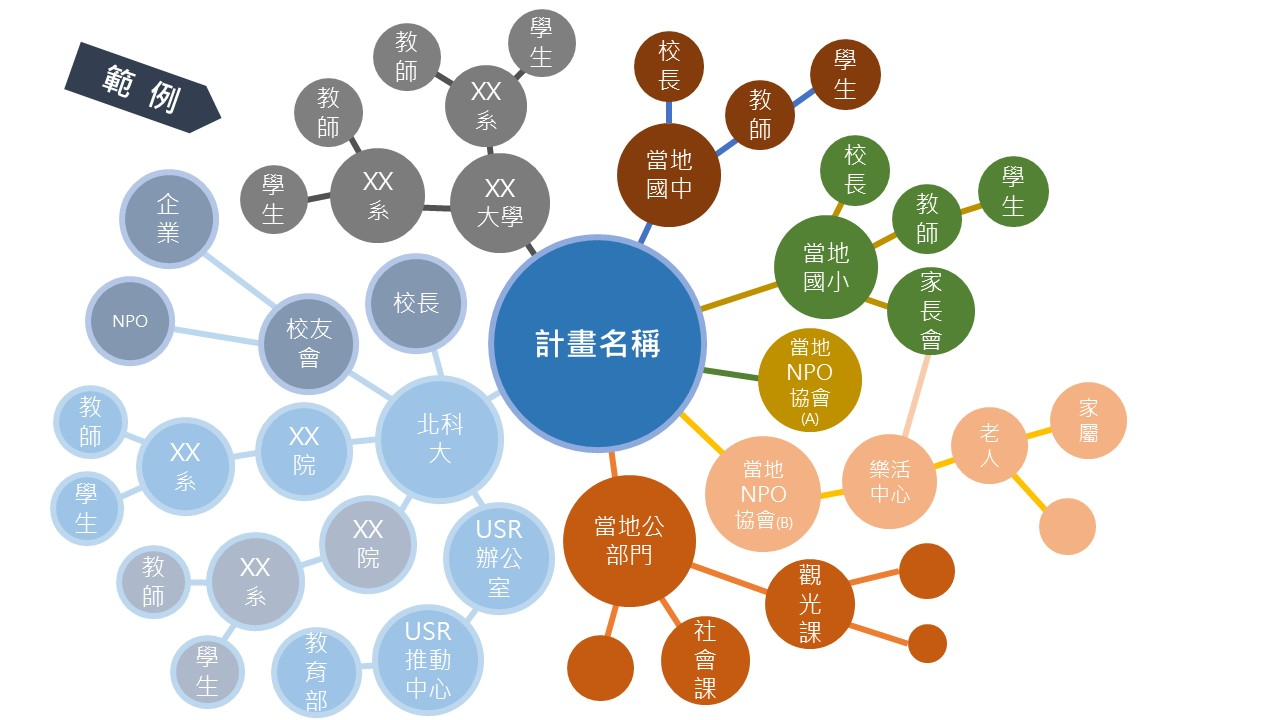 範例
教
師
學
生
XX
系
教
師
學
生
XX
系
XX
大學
校
長
當地
國中
教
師
學
生
校
長
當地
國小
教
師
學
生
家
長
會
當地
NPO
協會
(A)
計畫名稱
企
業
NPO
校友
會
校長
北科
大
XX
院
XX
系
教
師
學
生
XX
院
XX
系
教
師
學
生
USR
辦公
室
USR
推動
中心
教
育
部
當地公
部門
社
會
課
觀
光
課
當地
NPO
協會(B)
樂活
中心
老
人
家
屬